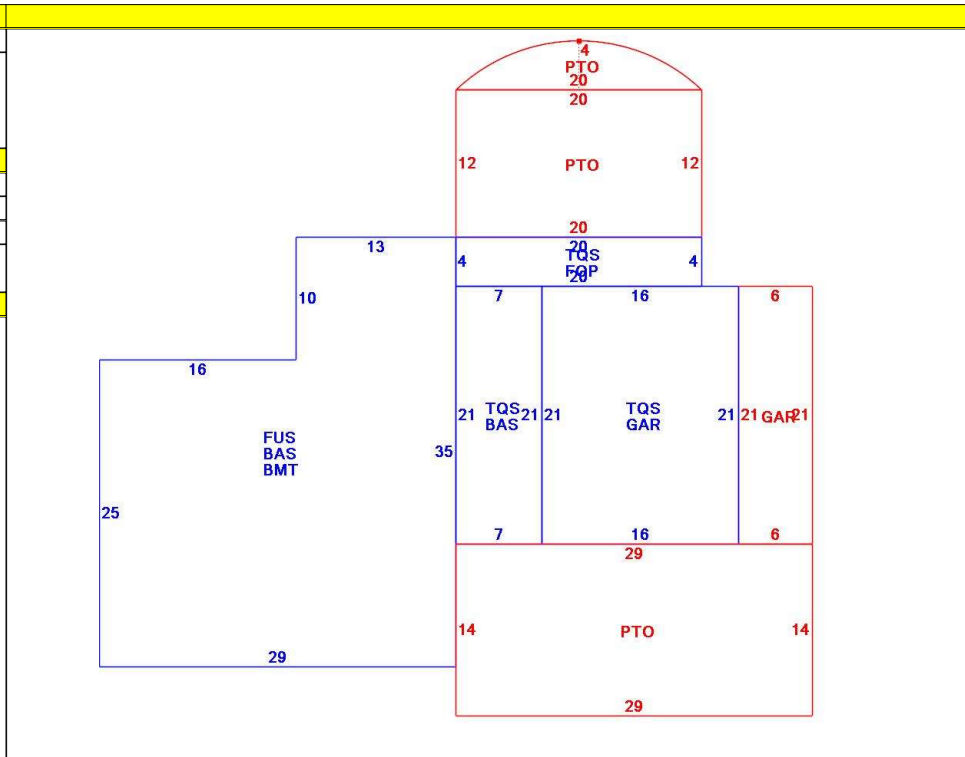 4
PTO
20
20
12 PTO 12
20
13 20
4 TQS 4
FOP
20
10 7 16 6
16
21 TQS 21 21 TQS 21 21 GAR 21
BAS GAR
FUS
BAS 35
BMT
25
7 16 6
29
14 PTO 14
29
29